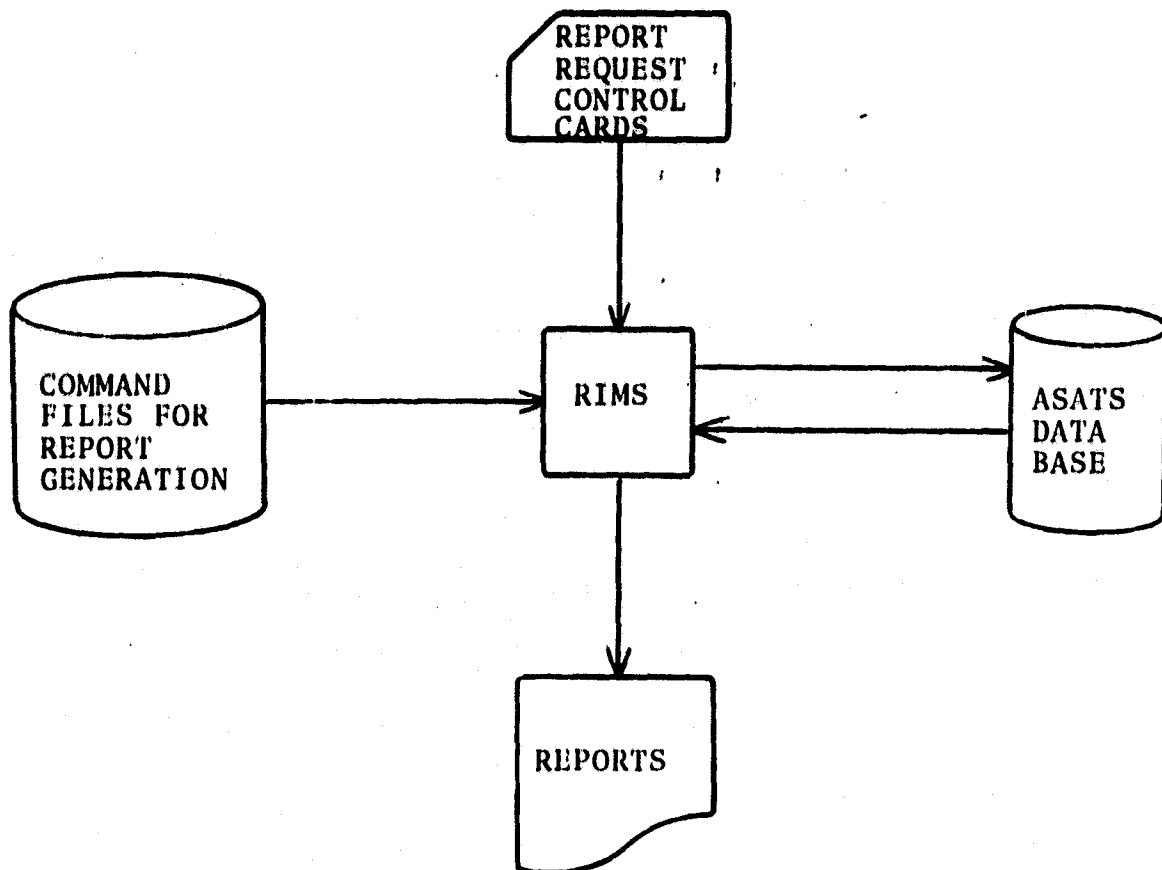 REPORT
REQUEST
CONTROL
CARDS
COMMAND
FILES FOR
REPORT
GENERATION
RIMS
ASATS
DATA
BASE
REPORTS